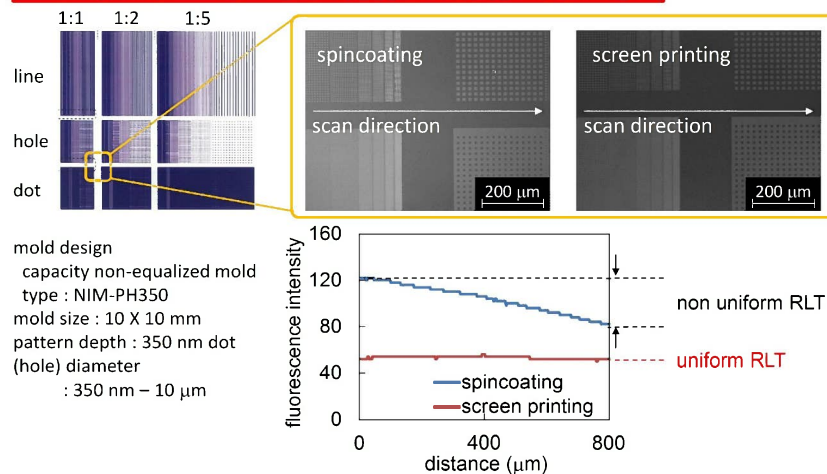 1:1 1:2 1:5
line
hole
dot
spincoating
scan direction
200 μm
screen printing
scan direction
200 μm
mold design
capacity non-equalized mold
type : NIM-PH350
mold size : 10 X 10 mm
pattern depth : 350 nm dot
(hole) diameter
: 350 nm – 10 μm
fluorescence intensity
160
120
80
40
0
0 400 800
distance (μm)
spincoating
screen printing
non uniform RLT
uniform RLT